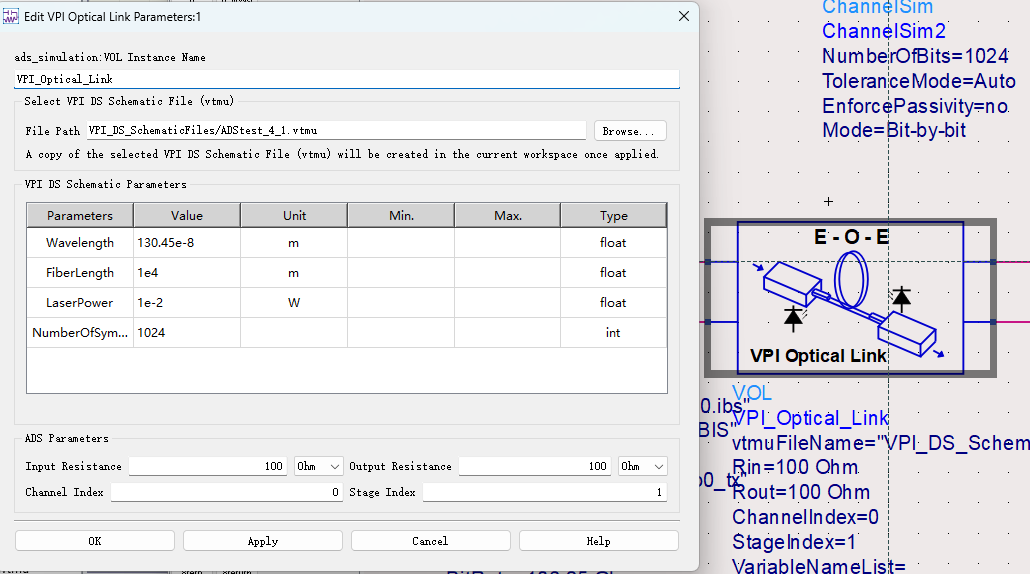 Edit VPI Optical Link Parameters:1
ads_simulation:VOL Instance Name
VPI_Optical_Link
Select VPI DS Schematic File (vtmu)
File Path VPI_DS_SchematicFiles/ADStest_4_1.vtmu Browse...
A copy of the selected VPI DS Schematic File (vtmu) will be created in the current workspace once applied.
VPI DS Schematic Parameters
Parameters Value Unit Min. Max. Type
Wavelength 130.45e-8 m float
FiberLength 1e4 m float
LaserPower 1e-2 W float
NumberOfSym... 1024 int
ADS Parameters
Input Resistance 100 Ohm Output Resistance 100 Ohm
Channel Index 0 Stage Index 1
OK Apply Cancel Help
ChannelSim
ChannelSim2
NumberOfBits=1024
ToleranceMode=Auto
EnforcePassivity=no
Mode=Bit-by-bit
E - O - E
VPI Optical Link
VOL
VPI_Optical_Link
vtmuFileName="VPI_DS_Schem
Rin=100 Ohm
Rout=100 Ohm
ChannelIndex=0
StageIndex=1
VariableNameList=
0.ibs"
BIS"